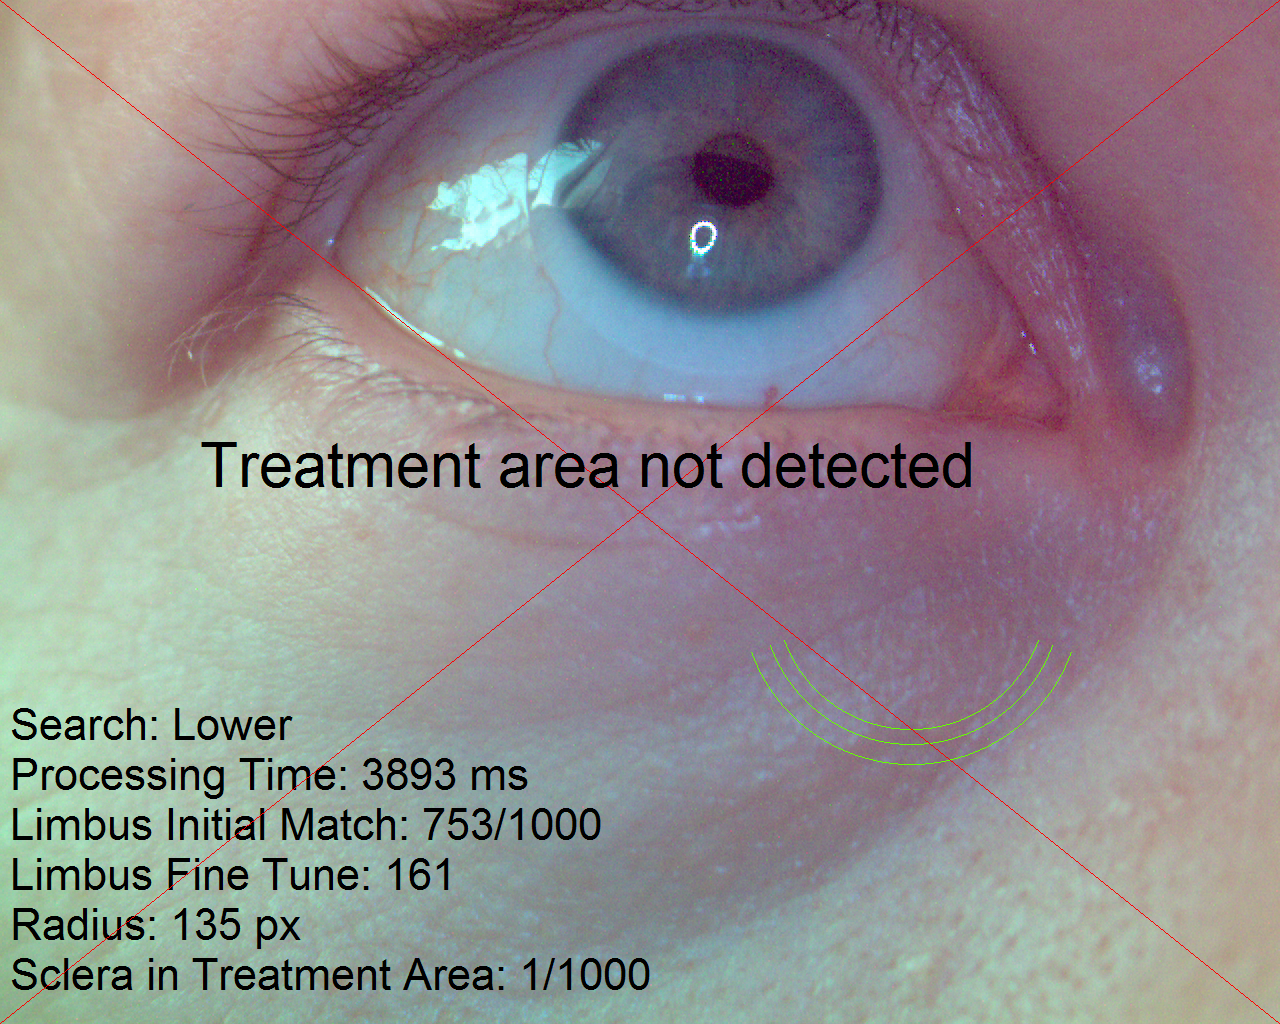 Treatment area not detected
Search: Lower
Processing Time: 3893 ms
Limbus Initial Match: 753/1000
Limbus Fine Tune: 161
Radius: 135 px
Sclera in Treatment Area: 1/1000